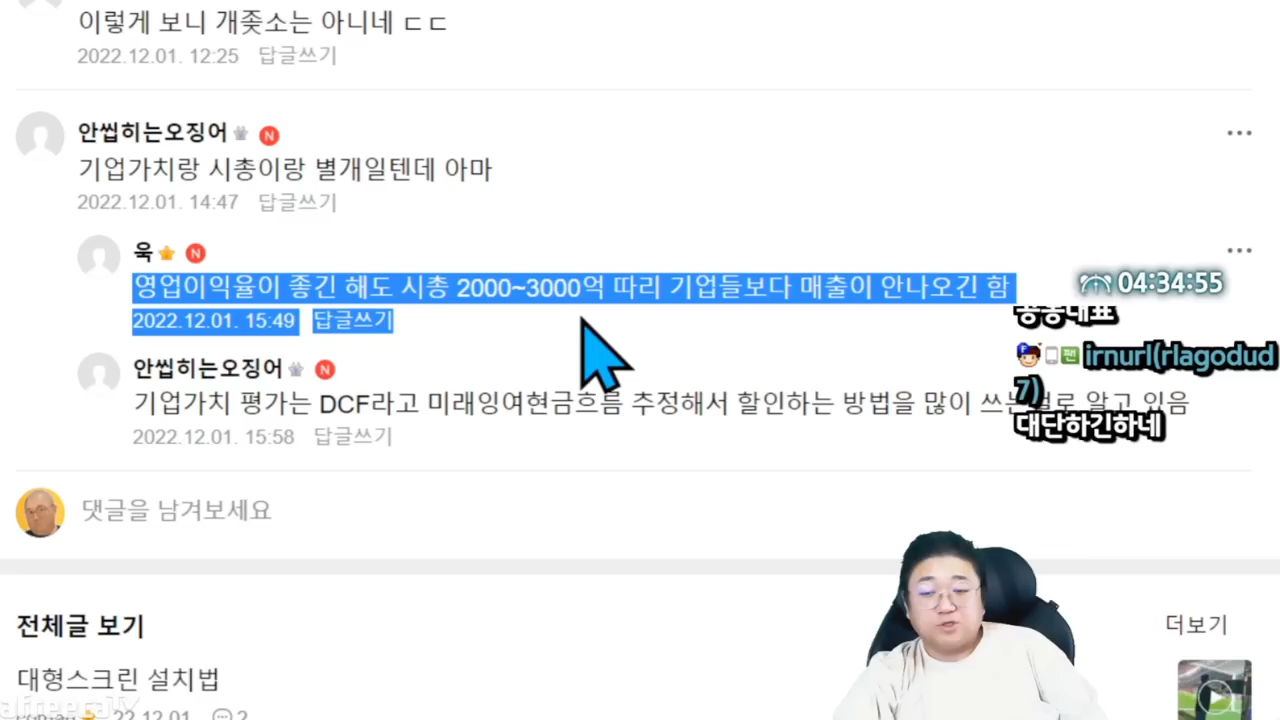 이렇게 보니 개좆소는 아니네 ㄷㄷ
2022.12.01. 12:25 답글쓰기
안씹히는오징어 N
기업가치랑 시총이랑 별개일텐데 아마
2022.12.01. 14:47 답글쓰기
욱 N
영업이익율이 좋긴 해도 시총 2000~3000억 따리 기업들보다 매출이 안나오긴 함
04:34:55
2022.12.01. 15:49 답글쓰기
irnurl(rlagodud
7)
안씹히는오징어 N
기업가치 평가는 DCF라고 미래잉여현금흐름 추정해서 할인하는 방법을 많이 쓰는 알고 있음
대단하긴하네
2022.12.01. 15:58 답글쓰기
댓글을 남겨보세요
전체글 보기
더보기
대형스크린 설치법
afreecaTV
22.12.01. 2